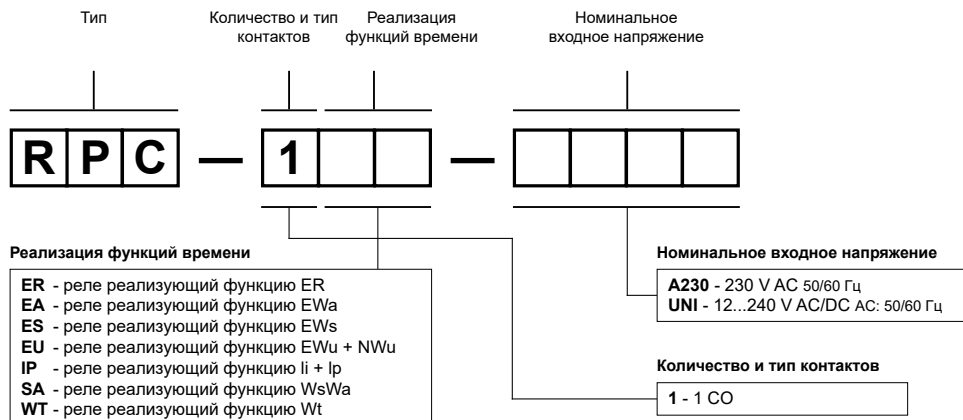 Тип
Количество и тип
контактов
Реализация
функций времени
Номинальное
входное напряжение
R P C — 1 —
Реализация функций времени
ER - реле реализующий функцию ER
EA - реле реализующий функцию EWa
ES - реле реализующий функцию EWs
EU - реле реализующий функцию EWu + NWu
IP - реле реализующий функцию Ii + Ip
SA - реле реализующий функцию WsWa
WT - реле реализующий функцию Wt
Номинальное входное напряжение
A230 - 230 V AC 50/60 Гц
UNI - 12...240 V AC/DC AC: 50/60 Гц
Количество и тип контактов
1 - 1 CO